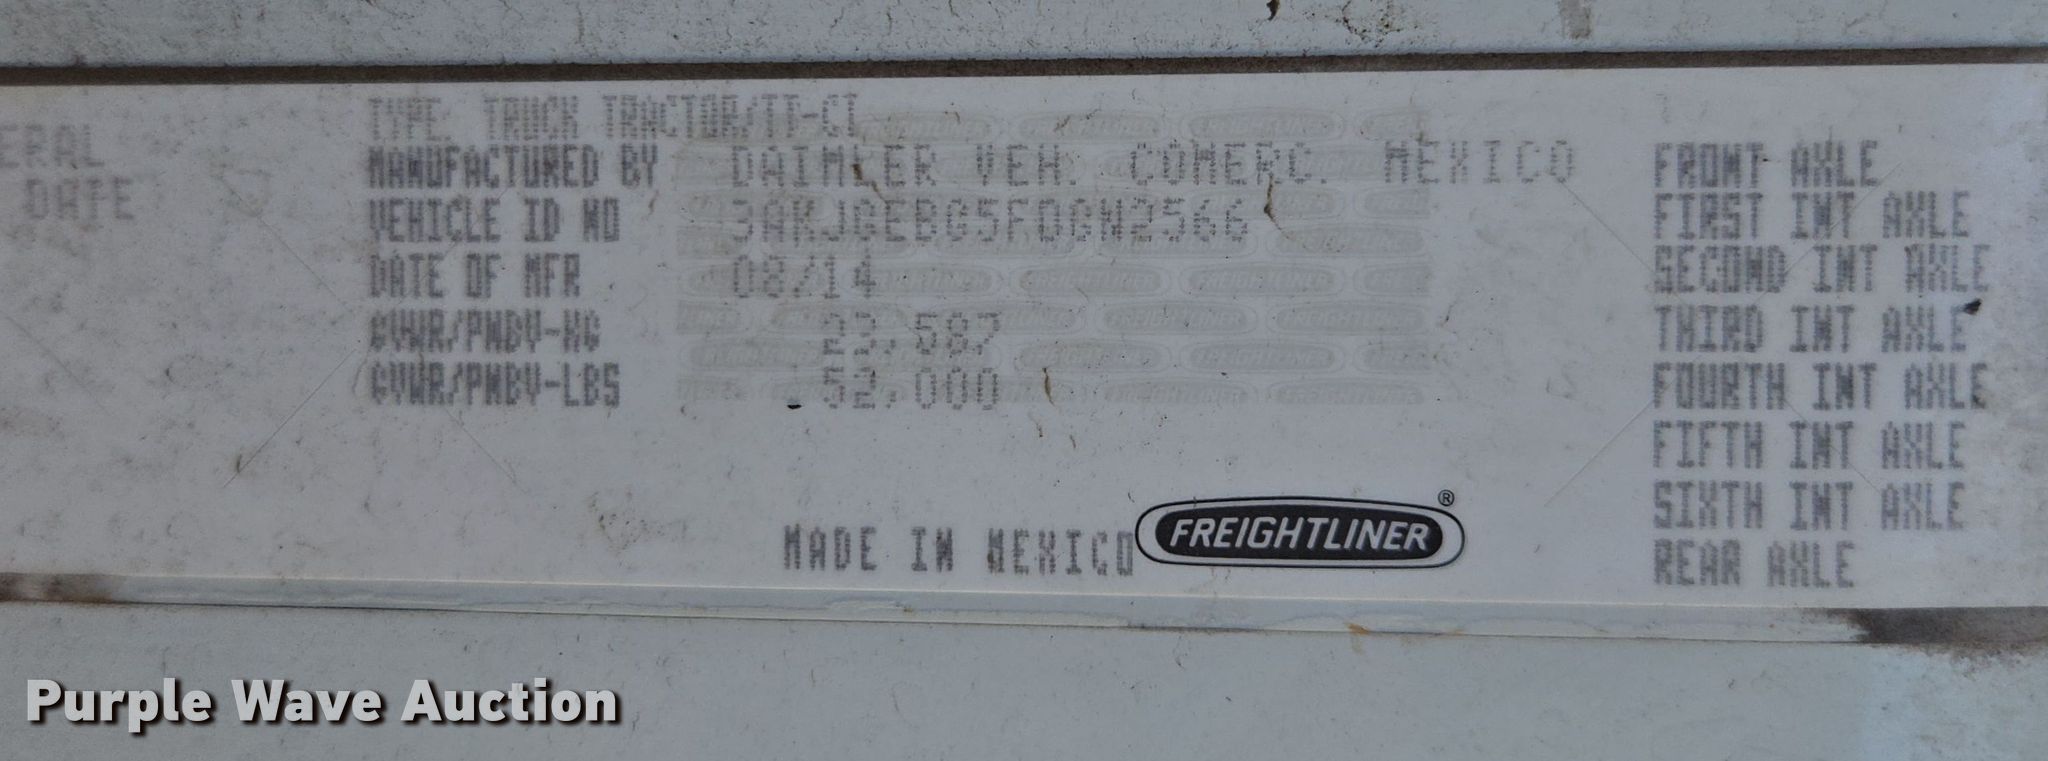 TYPE: TRUCK TRACTOR/TT-CT
ERAL
DATE
MANUFACTURED BY DAIMLER VEH. COMERC. MEXICO
VEHICLE ID NO 3AKJGEBG5FDGN2566
DATE OF MFR 08/14
GVWR/PNBV-KG 23,587
GVWR/PNBV-LBS 52,000
MADE IN MEXICO
FREIGHTLINER®
FRONT AXLE
FIRST INT AXLE
SECOND INT AXLE
THIRD INT AXLE
FOURTH INT AXLE
FIFTH INT AXLE
SIXTH INT AXLE
REAR AXLE
Purple Wave Auction